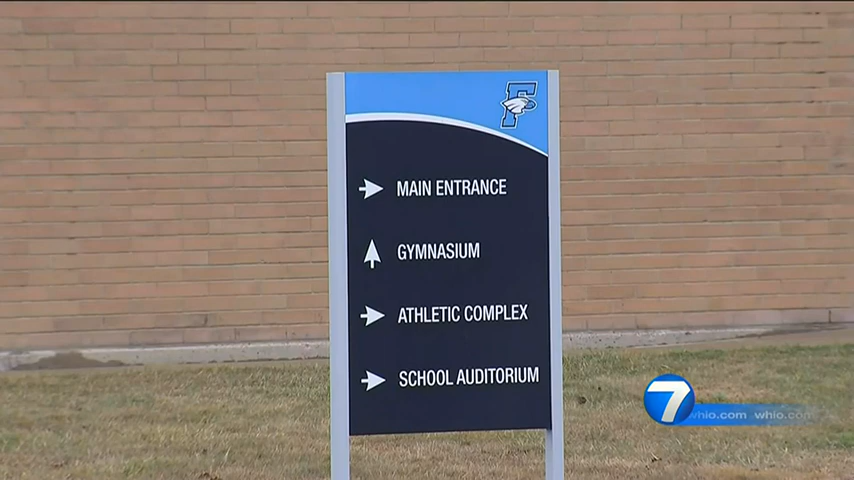 F
MAIN ENTRANCE
GYMNASIUM
ATHLETIC COMPLEX
SCHOOL AUDITORIUM
7 whio.com whio.com